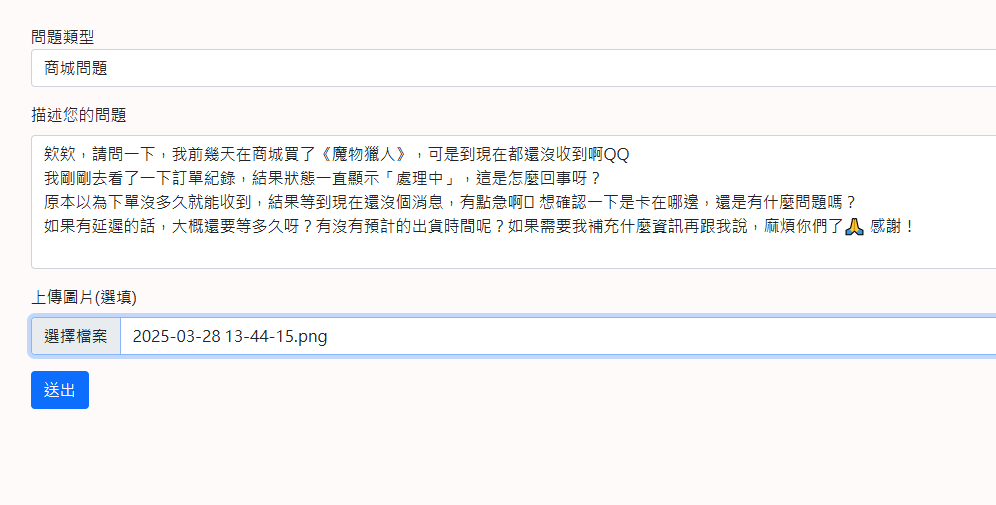 問題類型
商城問題
描述您的問題
欸欸，請問一下，我前幾天在商城買了《魔物獵人》，可是到現在都還沒收到啊QQ
我剛剛去看了一下訂單紀錄，結果狀態一直顯示「處理中」，這是怎麼回事呀？
原本以為下單沒多久就能收到，結果等到現在還沒個消息，有點急啊 想確認一下是卡在哪邊，還是有什麼問題嗎？
如果有延遲的話，大概還要等多久呀？有沒有預計的出貨時間呢？如果需要我補充什麼資訊再跟我說，麻煩你們了🙏 感謝！
上傳圖片(選填)
選擇檔案 2025-03-28 13-44-15.png
送出